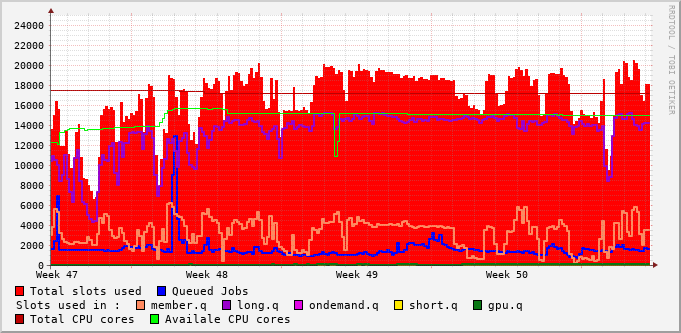 24000
22000
20000
18000
16000
14000
12000
10000
8000
6000
4000
2000
0
Week 47 Week 48 Week 49 Week 50
RRDTOOL / TOBI OETIKER
Total slots used Queued Jobs
Slots used in : member.q long.q ondemand.q short.q gpu.q
Total CPU cores Availale CPU cores